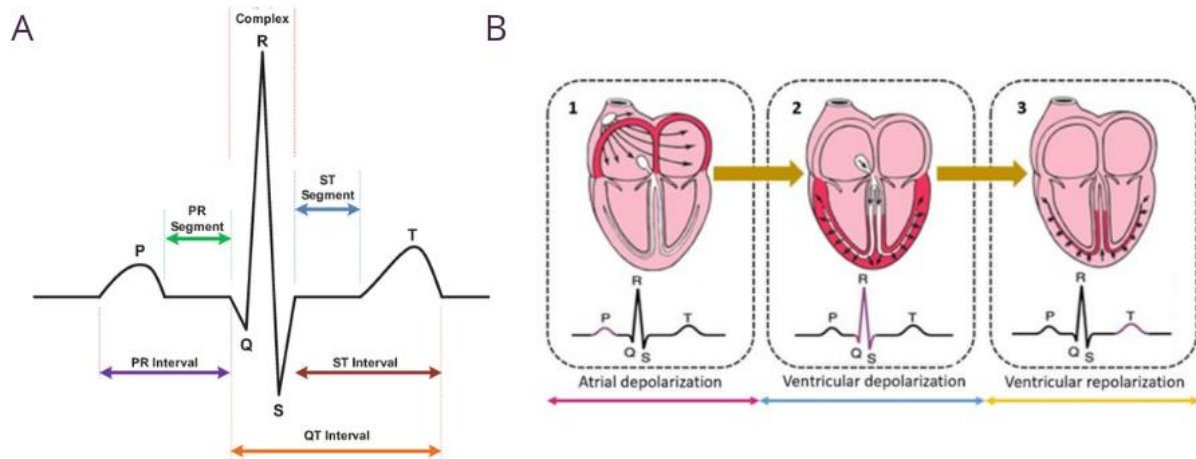 A
Complex
R
PR
Segment
ST
Segment
P
T
Q
S
PR Interval
ST Interval
QT Interval
B
1
2
3
R
P
T
Q
S
R
P
T
Q
S
R
P
T
Q
S
Atrial depolarization
Ventricular depolarization
Ventricular repolarization